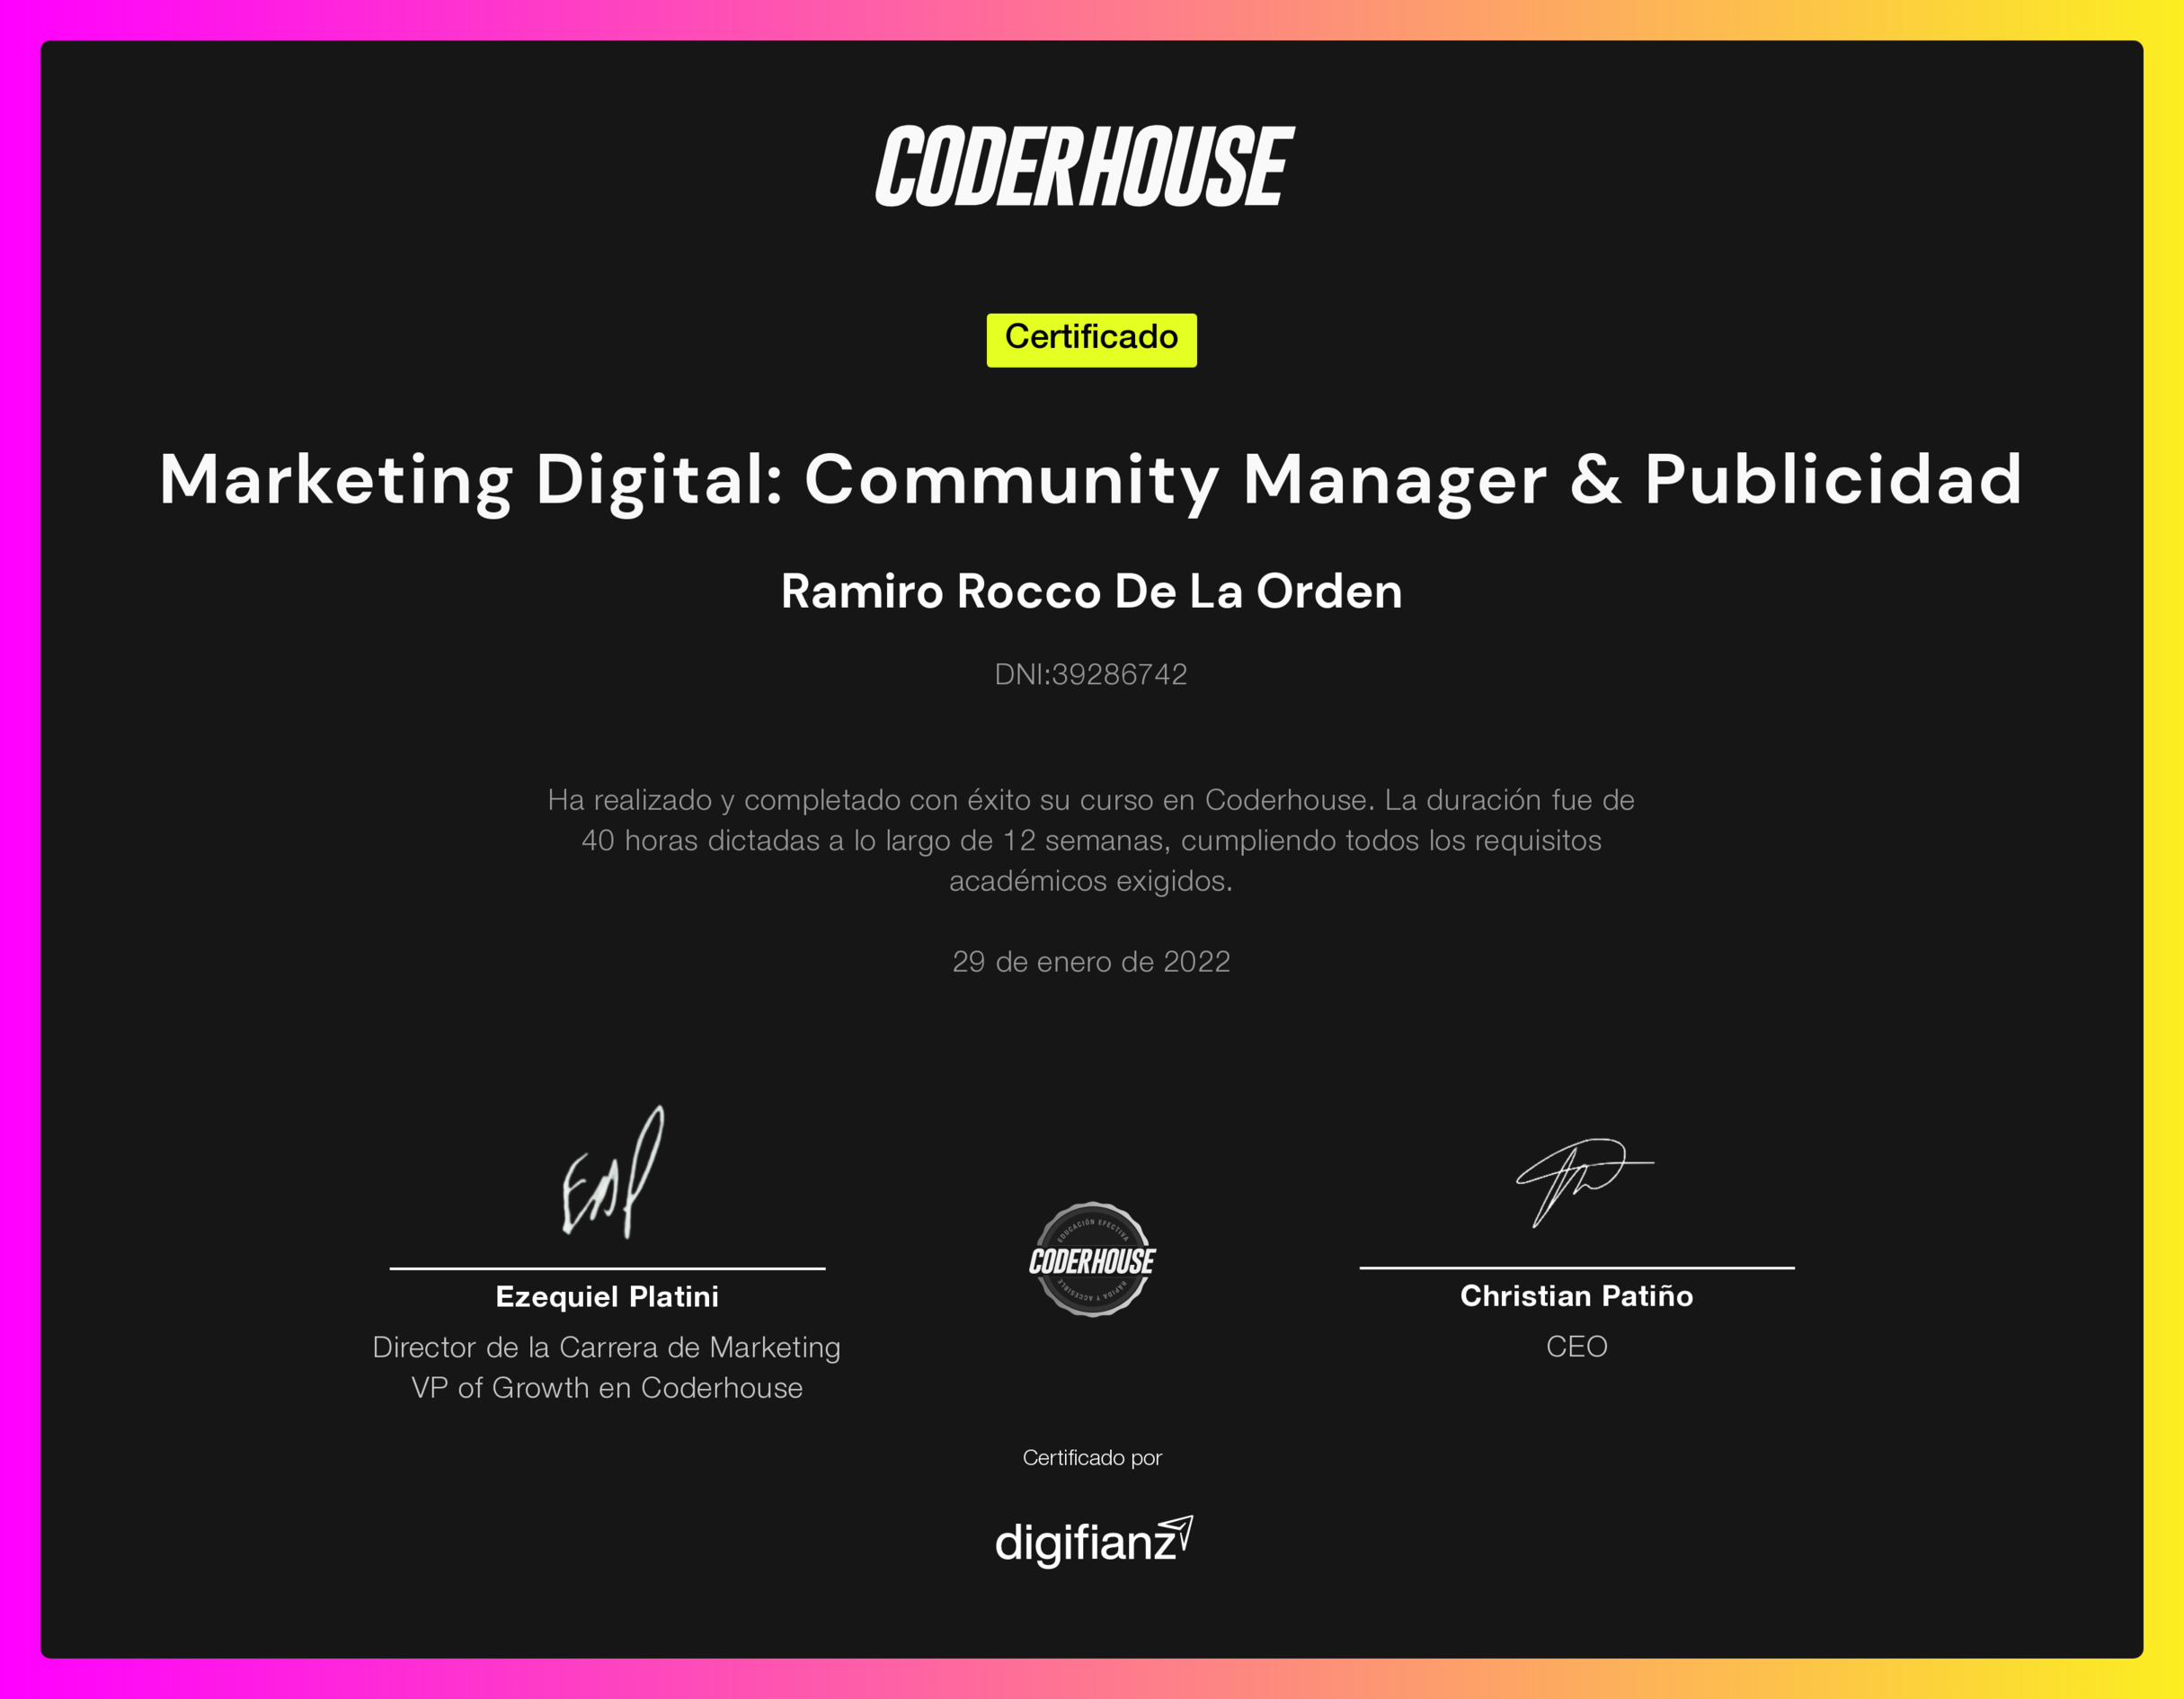 CODERHOUSE
Certificado
Marketing Digital: Community Manager & Publicidad
Ramiro Rocco De La Orden
DNI:39286742
Ha realizado y completado con éxito su curso en Coderhouse. La duración fue de
40 horas dictadas a lo largo de 12 semanas, cumpliendo todos los requisitos
académicos exigidos.
29 de enero de 2022
Ezequiel Platini
Director de la Carrera de Marketing
VP of Growth en Coderhouse
EDUCACIÓN EFECTIVA
CODERHOUSE
RÁPIDA Y ACCESIBLE
Christian Patiño
CEO
Certificado por
digifianz